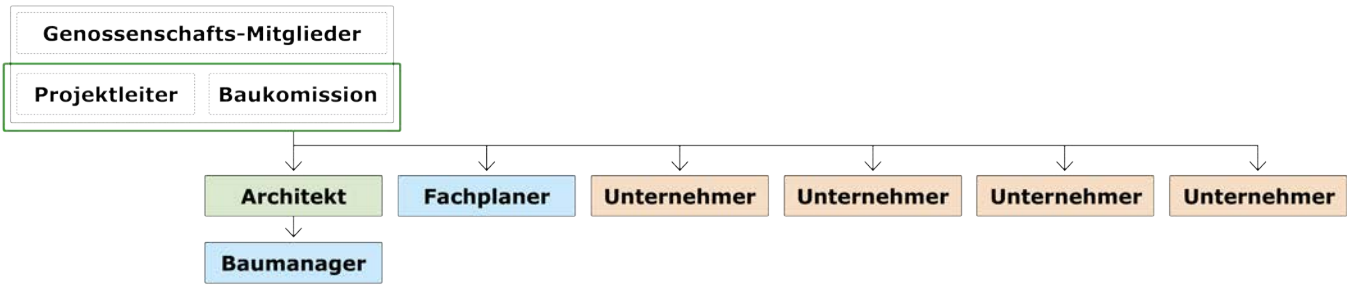 Genossenschafts-Mitglieder
Projektleiter Baukomission
Architekt Fachplaner Unternehmer Unternehmer Unternehmer Unternehmer
Baumanager